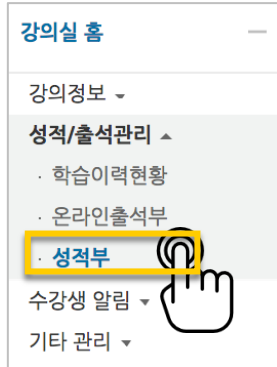 강의실 홈
강의정보
성적/출석관리
· 학습이력현황
· 온라인출석부
· 성적부
수강생 알림
기타 관리